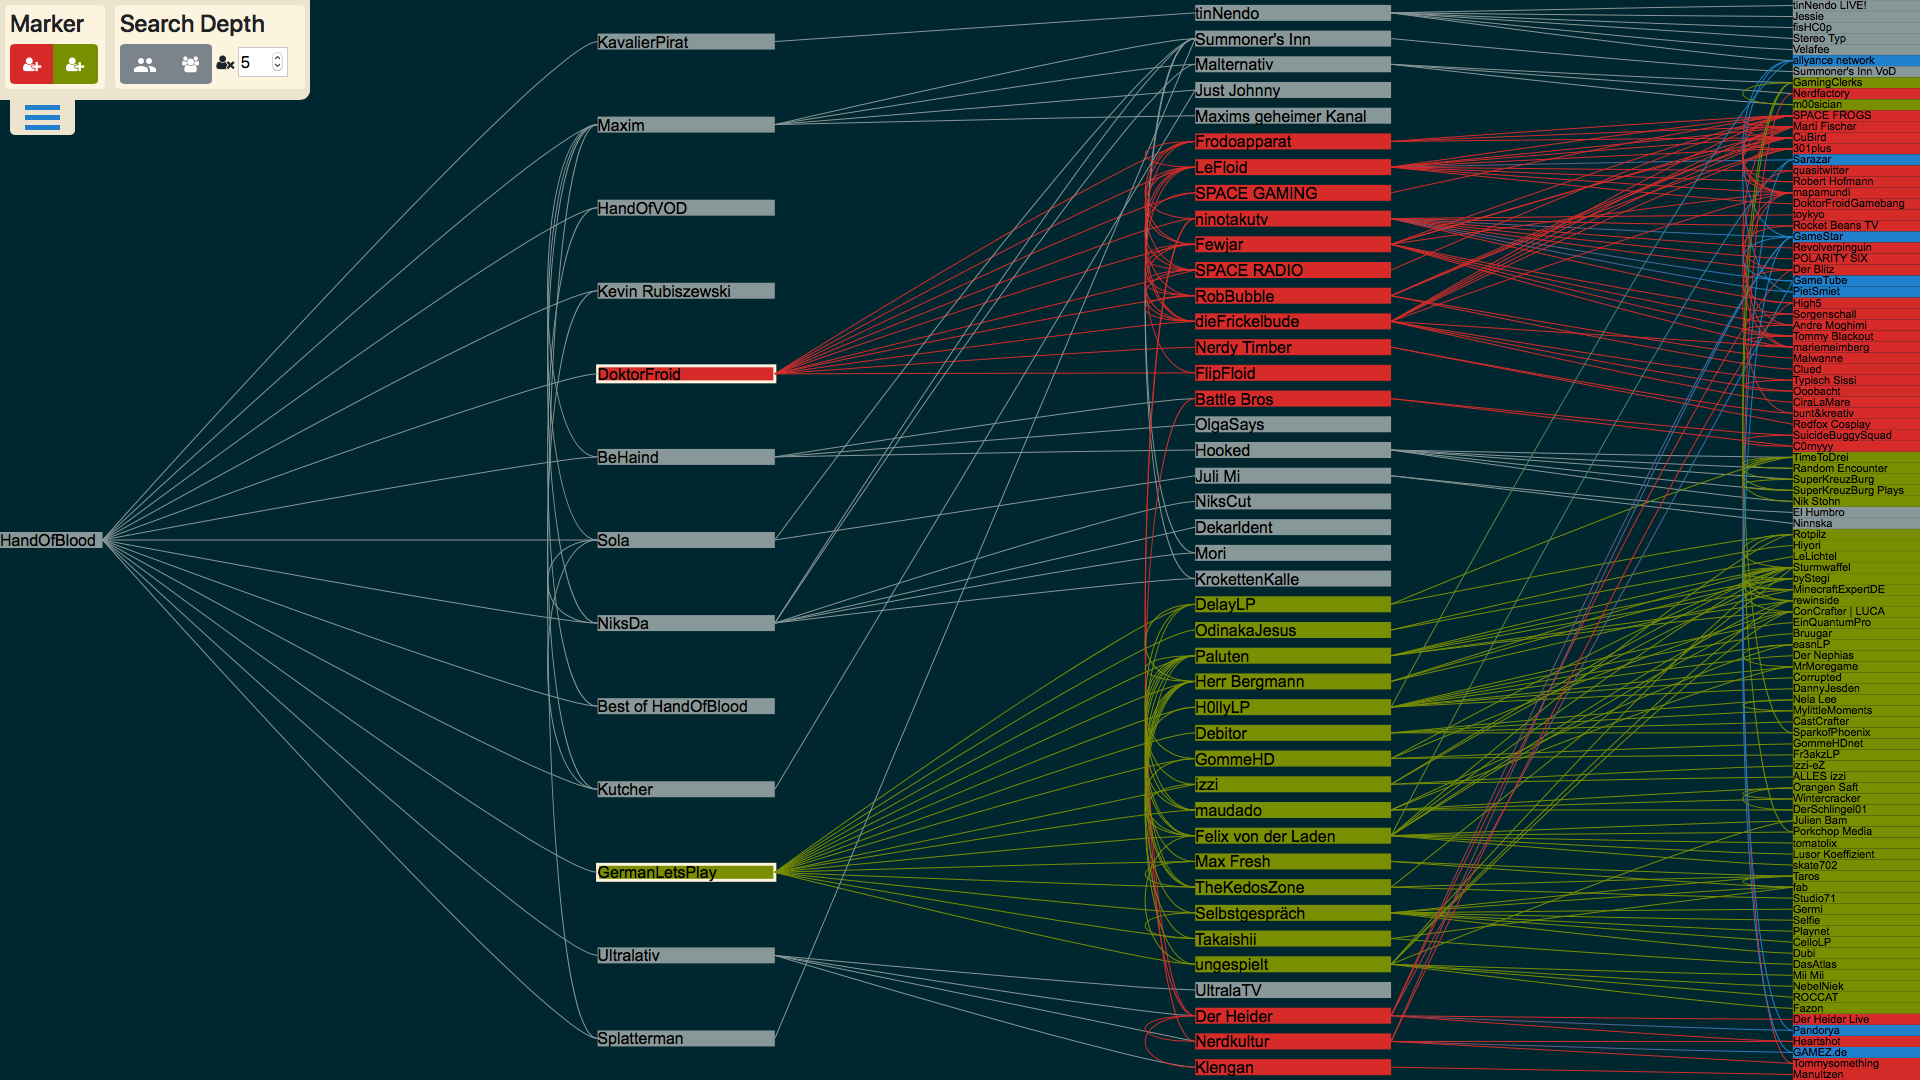 Marker
Search Depth
5
HandOfBlood
KavalierPirat
Maxim
HandOfVOD
Kevin Rubiszewski
DoktorFroid
BeHaind
Sola
NiksDa
Best of HandOfBlood
Kutcher
GermanLetsPlay
Ultralativ
Splatterman
tinNendo
Summoner's Inn
Malternativ
Just Johnny
Maxims geheimer Kanal
Frodoapparat
LeFloid
SPACE GAMING
ninotakutv
Fewjar
SPACE RADIO
RobBubble
dieFrickelbude
Nerdy Timber
FlipFloid
Battle Bros
OlgaSays
Hooked
Juli Mi
NiksCut
Dekarldent
Mori
KrokettenKalle
DelayLP
OdinakaJesus
Paluten
Herr Bergmann
H0llyLP
Debitor
GommeHD
izzi
maudado
Felix von der Laden
Max Fresh
TheKedosZone
Selbstgespräch
Takaishii
ungespielt
UltralaTV
Der Heider
Nerdkultur
Klengan
tinNendo LIVE!
Jessie
fisHC0p
Stereo Typ
Velafee
allyance network
Summoner's Inn VoD
GamingClerks
Nerdfactory
m00sician
SPACE FROGS
Marti Fischer
CuBird
301plus
Sarazar
quasitwitter
Robert Hofmann
mapamundi
DoktorFroidGamebang
toykyo
Rocket Beans TV
GameStar
Revolverpinguin
POLARITY SIX
Der Blitz
GameTube
PietSmiet
High5
Sorgenschall
Andre Moghimi
Tommy Blackout
mariemeimberg
Malwanne
Clued
Typisch Sissi
Ooobacht
CiraLaMare
bunt&kreativ
Redfox Cosplay
SuicideBuggySquad
C0rnyyy
TimeToDrei
Random Encounter
SuperKreuzBurg
SuperKreuzBurg Plays
Nik Stohn
El Humbro
Ninnska
Rotpilz
Hiyori
LeLichtel
Sturmwaffel
byStegi
MinecraftExpertDE
rewinside
ConCrafter | LUCA
EinQuantumPro
Bruugar
easnLP
Der Nephias
MrMoregame
Corrupted
DannyJesden
Nela Lee
MylittleMoments
CastCrafter
SparkofPhoenix
GommeHDnet
Fr3akzLP
izzi-eZ
ALLES izzi
Orangen Saft
Wintercracker
DerSchlingel01
Julien Bam
Porkchop Media
tomatolix
Lusor Koeffizient
skate702
Taros
fab
Studio71
Germi
Selfie
Playnet
CelloLP
Dubi
DasAtlas
Mii Mii
NebelNiek
ROCCAT
Fazon
Der Heider Live
Pandorya
Heartshot
GAMEZ.de
Tommysomething
Manultzen